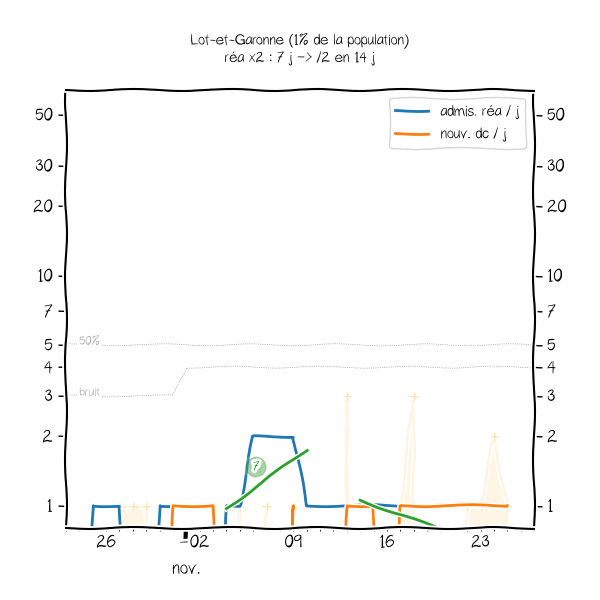 Lot-et-Garonne (1% de la population)
réa x2 : 7 j -> /2 en 14 j
admis. réa / j
nouv. dc / j
50 50
30 30
20 20
10 10
7 7
5 5
50%
4 4
3 3
bruit
2 2
7
1 1
26 02 09 16 23
nov.